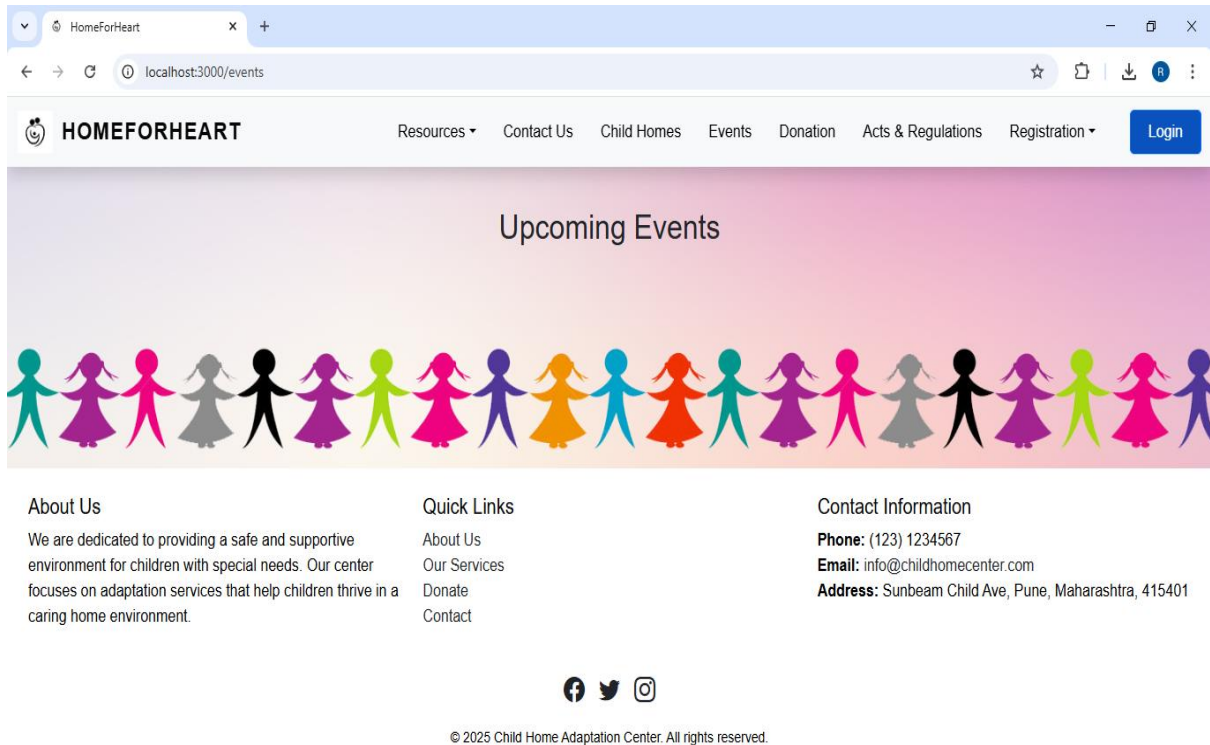 HomeForHeart
localhost:3000/events
R
HOMEFORHEART
Resources Contact Us Child Homes Events Donation Acts & Regulations Registration Login
Upcoming Events
About Us
We are dedicated to providing a safe and supportive
environment for children with special needs. Our center
focuses on adaptation services that help children thrive in a
caring home environment.
Quick Links
About Us
Our Services
Donate
Contact
Contact Information
Phone: (123) 1234567
Email: info@childhomecenter.com
Address: Sunbeam Child Ave, Pune, Maharashtra, 415401
© 2025 Child Home Adaptation Center. All rights reserved.